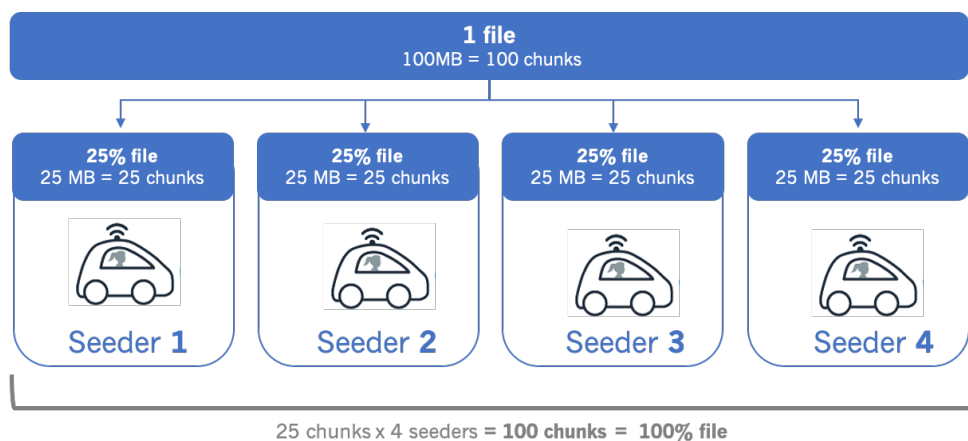 1 file
100MB = 100 chunks
25% file
25 MB = 25 chunks
25% file
25 MB = 25 chunks
25% file
25 MB = 25 chunks
25% file
25 MB = 25 chunks
Seeder 1
Seeder 2
Seeder 3
Seeder 4
25 chunks x 4 seeders = 100 chunks = 100% file